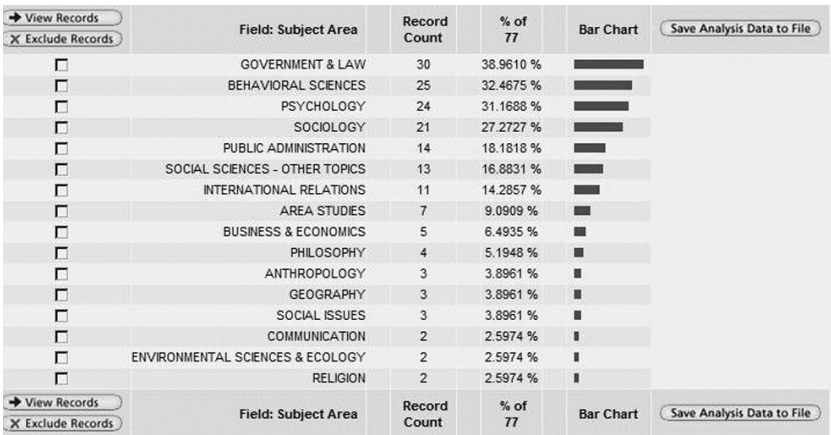 View Records
Exclude Records
Field: Subject Area
Record Count
% of 77
Bar Chart
Save Analysis Data to File
GOVERNMENT & LAW 30 38.9610 %
BEHAVIORAL SCIENCES 25 32.4675 %
PSYCHOLOGY 24 31.1688 %
SOCIOLOGY 21 27.2727 %
PUBLIC ADMINISTRATION 14 18.1818 %
SOCIAL SCIENCES - OTHER TOPICS 13 16.8831 %
INTERNATIONAL RELATIONS 11 14.2857 %
AREA STUDIES 7 9.0909 %
BUSINESS & ECONOMICS 5 6.4935 %
PHILOSOPHY 4 5.1948 %
ANTHROPOLOGY 3 3.8961 %
GEOGRAPHY 3 3.8961 %
SOCIAL ISSUES 3 3.8961 %
COMMUNICATION 2 2.5974 %
ENVIRONMENTAL SCIENCES & ECOLOGY 2 2.5974 %
RELIGION 2 2.5974 %
View Records
Exclude Records
Field: Subject Area
Record Count
% of 77
Bar Chart
Save Analysis Data to File